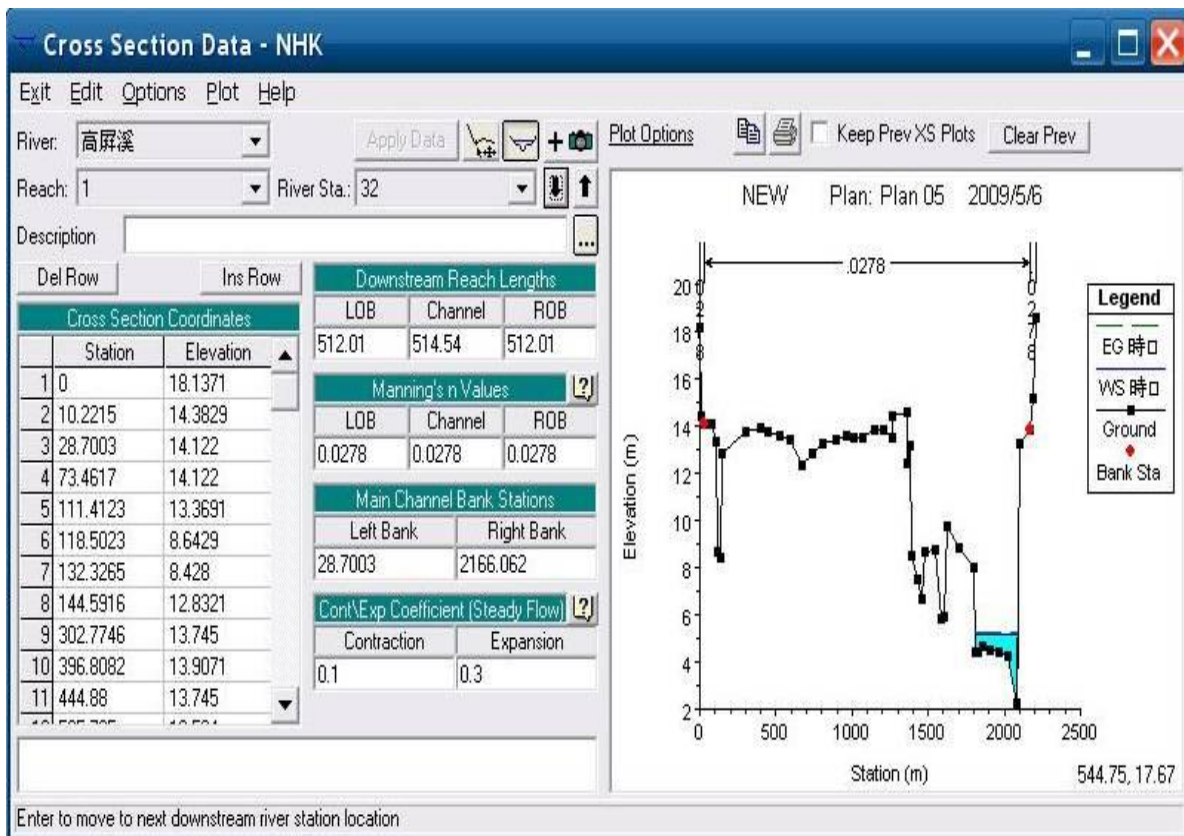 Cross Section Data - NHK
Exit Edit Options Plot Help
River: 高屏溪
Apply Data
Plot Options
Keep Prev XS Plots
Clear Prev
Reach: 1
River Sta.: 32
Description
...
Del Row
Ins Row
Cross Section Coordinates
Station Elevation
1 0 18.1371
2 10.2215 14.3829
3 28.7003 14.122
4 73.4617 14.122
5 111.4123 13.3691
6 118.5023 8.6429
7 132.3265 8.428
8 144.5916 12.8321
9 302.7746 13.745
10 396.8082 13.9071
11 444.88 13.745
Downstream Reach Lengths
LOB Channel ROB
512.01 514.54 512.01
Manning's n Values
LOB Channel ROB
0.0278 0.0278 0.0278
Main Channel Bank Stations
Left Bank Right Bank
28.7003 2166.062
Cont\Exp Coefficient (Steady Flow)
Contraction Expansion
0.1 0.3
NEW Plan: Plan 05 2009/5/6
.0278
20
18
16
14
12
10
8
6
4
2
Elevation (m)
0 500 1000 1500 2000 2500
Station (m)
544.75, 17.67
Legend
EG 時
WS 時
Ground
Bank Sta
Enter to move to next downstream river station location